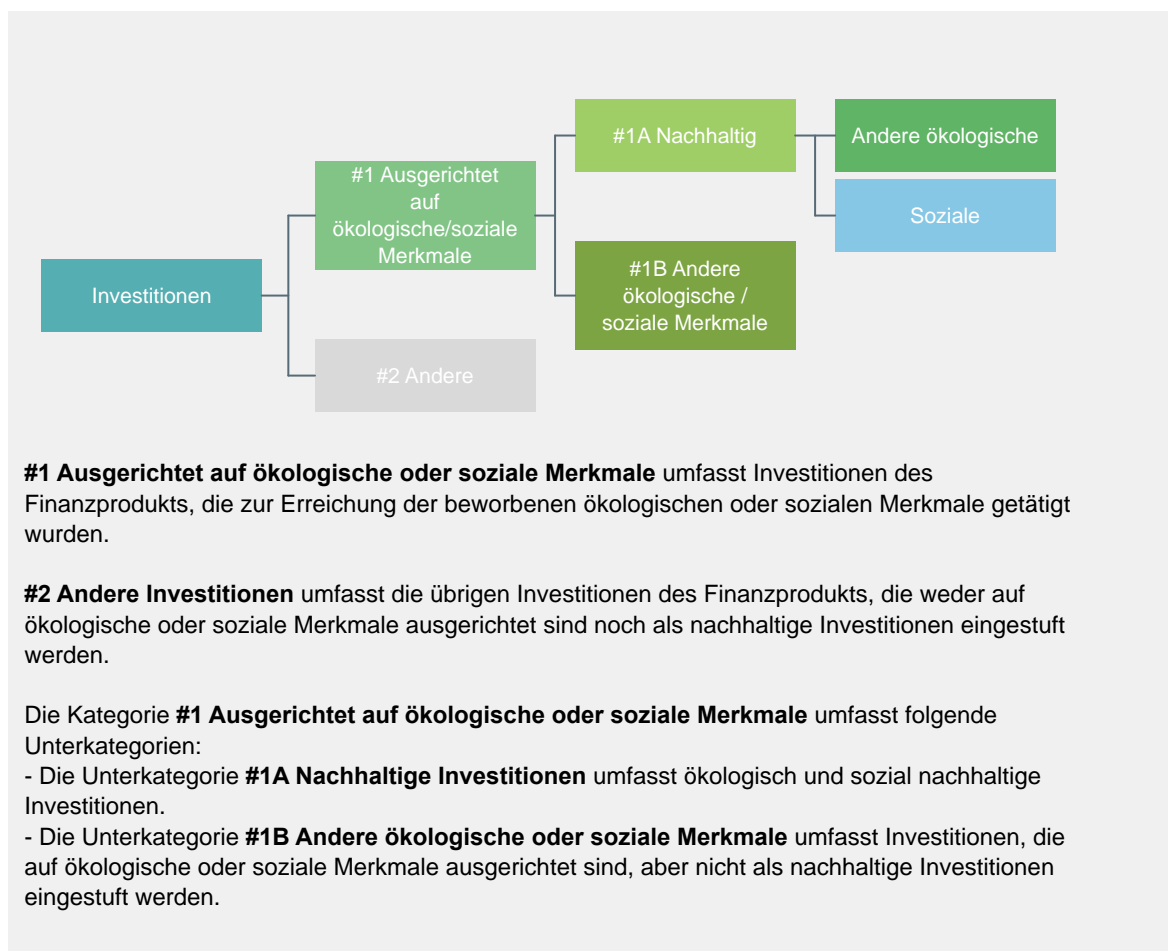 #1A Nachhaltig
Andere ökologische
#1 Ausgerichtet
auf
ökologische/soziale
Merkmale
Soziale
#1B Andere
ökologische /
soziale Merkmale
Investitionen
#2 Andere
#1 Ausgerichtet auf ökologische oder soziale Merkmale umfasst Investitionen des
Finanzprodukts, die zur Erreichung der beworbenen ökologischen oder sozialen Merkmale getätigt
wurden.
#2 Andere Investitionen umfasst die übrigen Investitionen des Finanzprodukts, die weder auf
ökologische oder soziale Merkmale ausgerichtet sind noch als nachhaltige Investitionen eingestuft
werden.
Die Kategorie #1 Ausgerichtet auf ökologische oder soziale Merkmale umfasst folgende
Unterkategorien:
- Die Unterkategorie #1A Nachhaltige Investitionen umfasst ökologisch und sozial nachhaltige
Investitionen.
- Die Unterkategorie #1B Andere ökologische oder soziale Merkmale umfasst Investitionen, die
auf ökologische oder soziale Merkmale ausgerichtet sind, aber nicht als nachhaltige Investitionen
eingestuft werden.